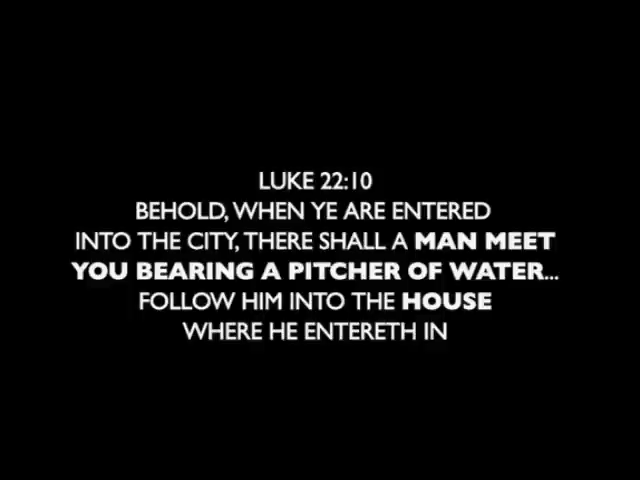 LUKE 22:10
BEHOLD, WHEN YE ARE ENTERED
INTO THE CITY, THERE SHALL A MAN MEET
YOU BEARING A PITCHER OF WATER...
FOLLOW HIM INTO THE HOUSE
WHERE HE ENTERETH IN